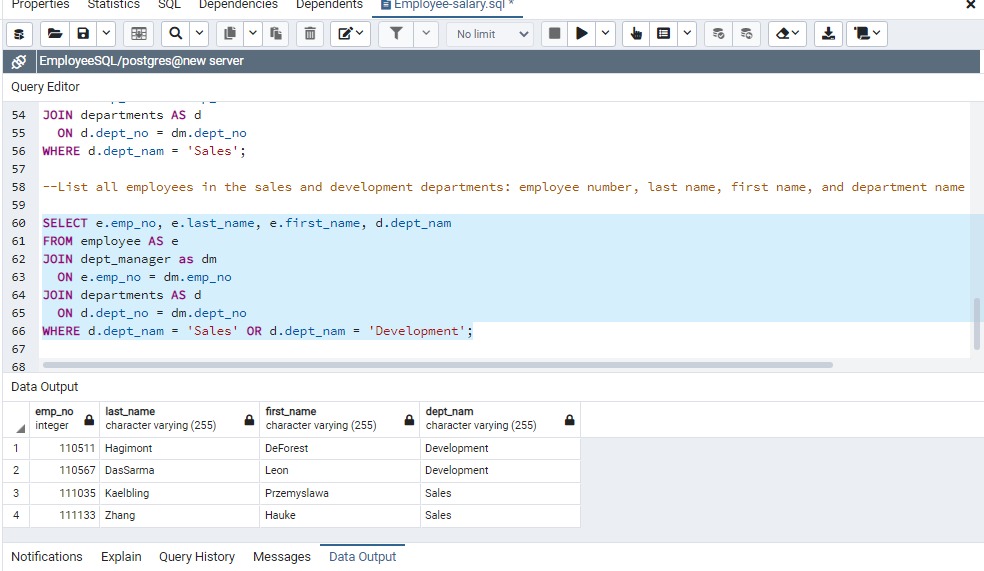 Properties Statistics SQL Dependencies Dependents Employee-salary.sql *
No limit
EmployeeSQL/postgres@new server
Query Editor
54 JOIN departments AS d
55 ON d.dept_no = dm.dept_no
56 WHERE d.dept_nam = 'Sales';
57
58 --List all employees in the sales and development departments: employee number, last name, first name, and department name
59
60 SELECT e.emp_no, e.last_name, e.first_name, d.dept_nam
61 FROM employee AS e
62 JOIN dept_manager as dm
63 ON e.emp_no = dm.emp_no
64 JOIN departments AS d
65 ON d.dept_no = dm.dept_no
66 WHERE d.dept_nam = 'Sales' OR d.dept_nam = 'Development';
67
68
Data Output
emp_no last_name first_name dept_nam
integer character varying (255) character varying (255) character varying (255)
1 110511 Hagimont DeForest Development
2 110567 DasSarma Leon Development
3 111035 Kaelbling Przemyslawa Sales
4 111133 Zhang Hauke Sales
Notifications Explain Query History Messages Data Output